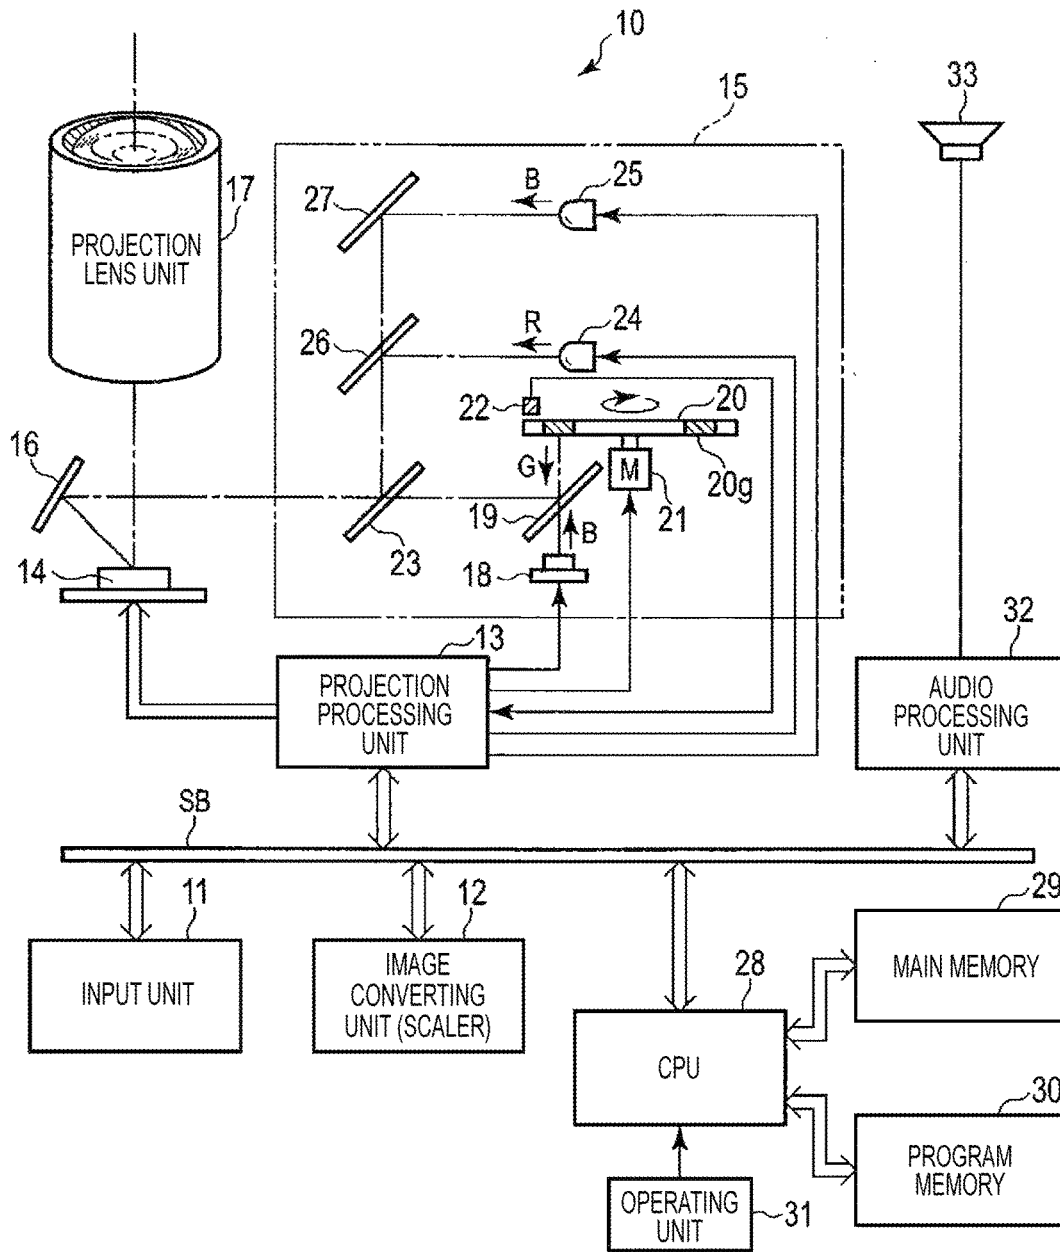 10
33
15
17
PROJECTION
LENS UNIT
27
B
25
26
R
24
22
20
16
G
M
21
20g
19
B
23
18
14
13
PROJECTION
PROCESSING
UNIT
32
AUDIO
PROCESSING
UNIT
SB
11
INPUT UNIT
12
IMAGE
CONVERTING
UNIT (SCALER)
28
CPU
29
MAIN MEMORY
30
PROGRAM
MEMORY
OPERATING
UNIT
31